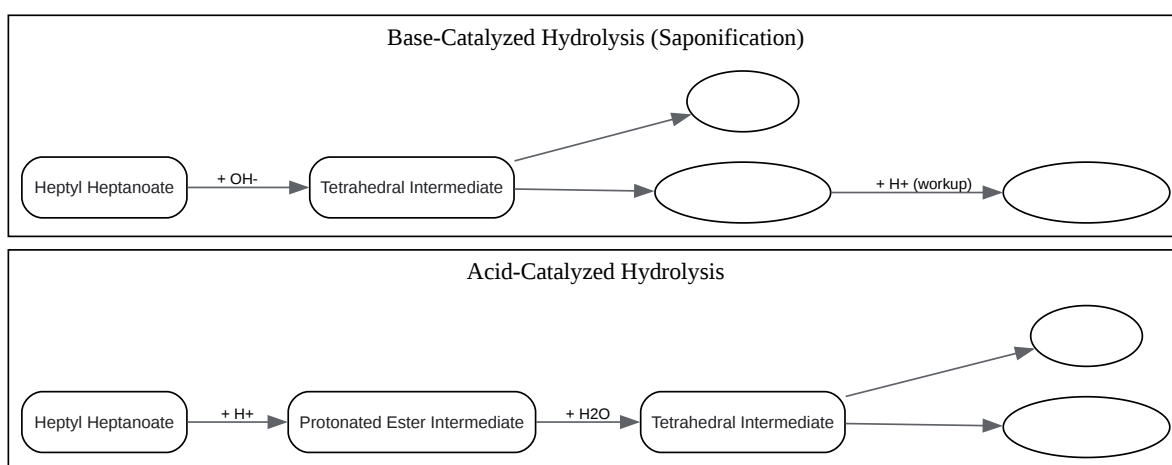 Base-Catalyzed Hydrolysis (Saponification)
Heptyl Heptanoate
+ OH-
Tetrahedral Intermediate
+ H+ (workup)
Acid-Catalyzed Hydrolysis
Heptyl Heptanoate
+ H+
Protonated Ester Intermediate
+ H2O
Tetrahedral Intermediate